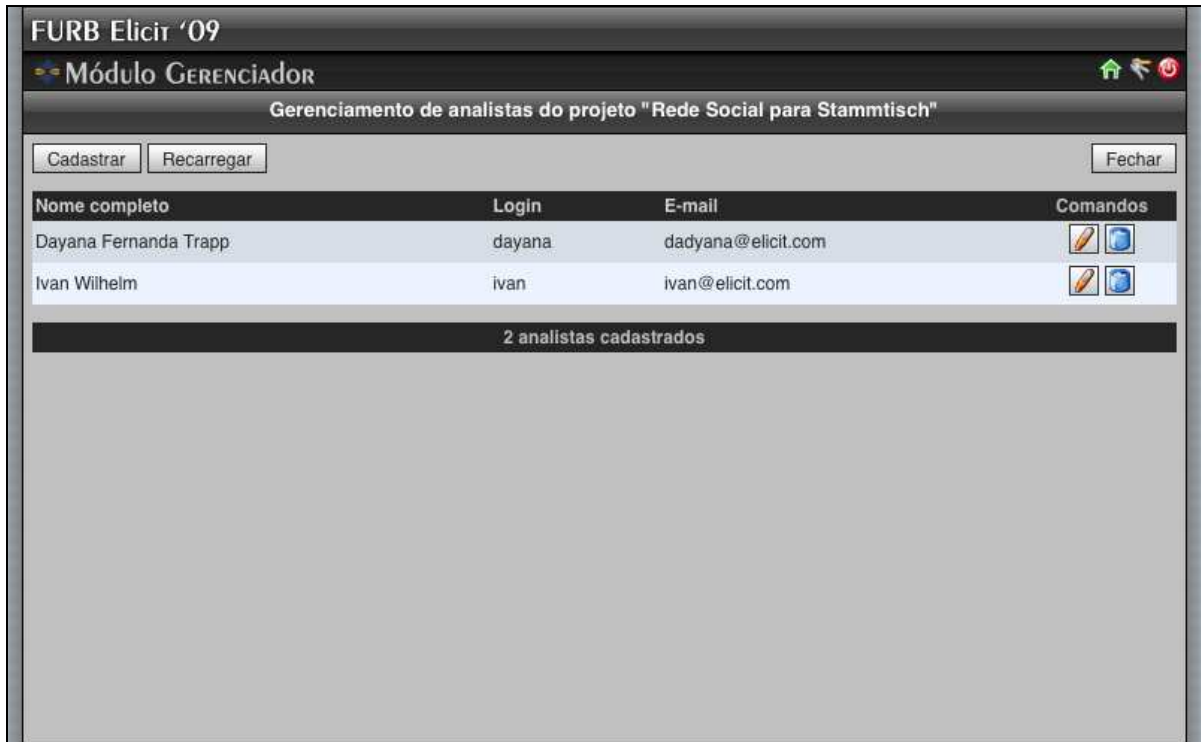 FURB Elicit ‘09
Módulo Gerenciador
Gerenciamento de analistas do projeto "Rede Social para Stammtisch"
Cadastrar Recarregar Fechar
Nome completo Login E-mail Comandos
Dayana Fernanda Trapp dayana dadyana@elicit.com
Ivan Wilhelm ivan ivan@elicit.com
2 analistas cadastrados